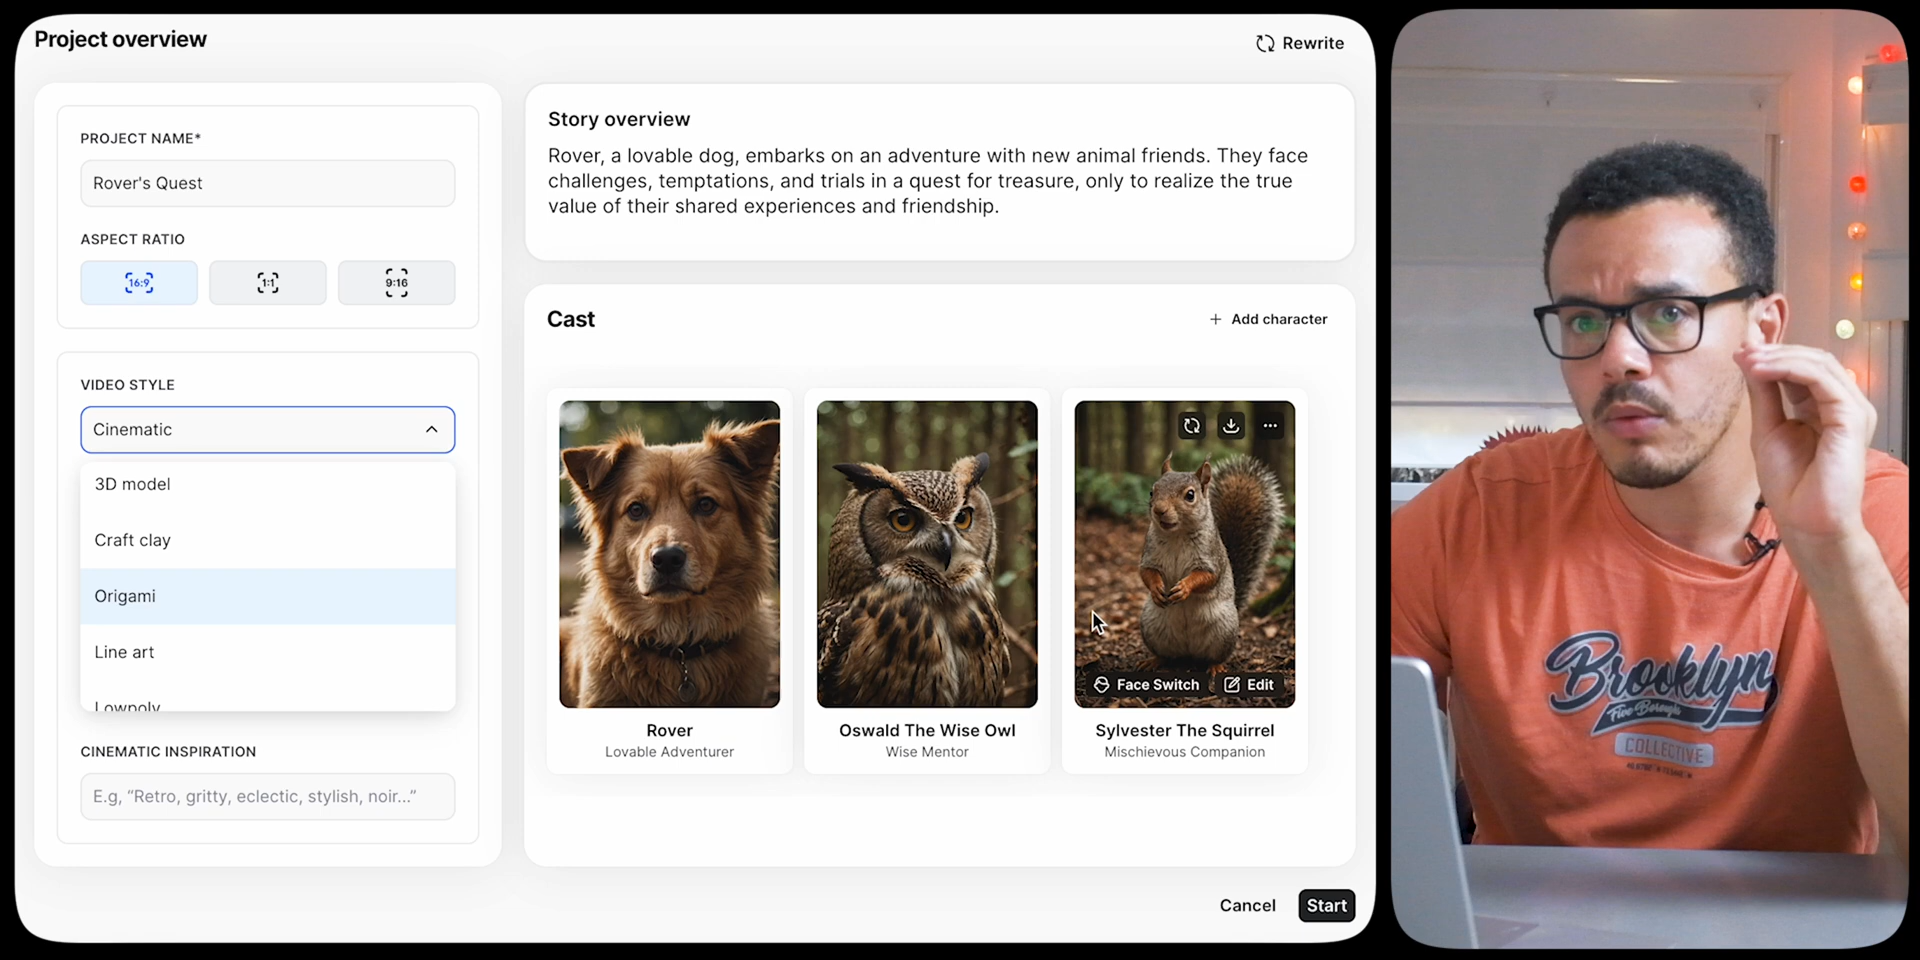 Project overview
Rewrite
PROJECT NAME*
Rover's Quest
ASPECT RATIO
16:9
1:1
9:16
VIDEO STYLE
Cinematic
3D model
Craft clay
Origami
Line art
Lowpoly
CINEMATIC INSPIRATION
E.g, “Retro, gritty, eclectic, stylish, noir...”
Story overview
Rover, a lovable dog, embarks on an adventure with new animal friends. They face
challenges, temptations, and trials in a quest for treasure, only to realize the true
value of their shared experiences and friendship.
Cast
+ Add character
Face Switch
Edit
Rover
Lovable Adventurer
Oswald The Wise Owl
Wise Mentor
Sylvester The Squirrel
Mischievous Companion
Cancel
Start
Brooklyn
Five Boroughs
COLLECTIVE